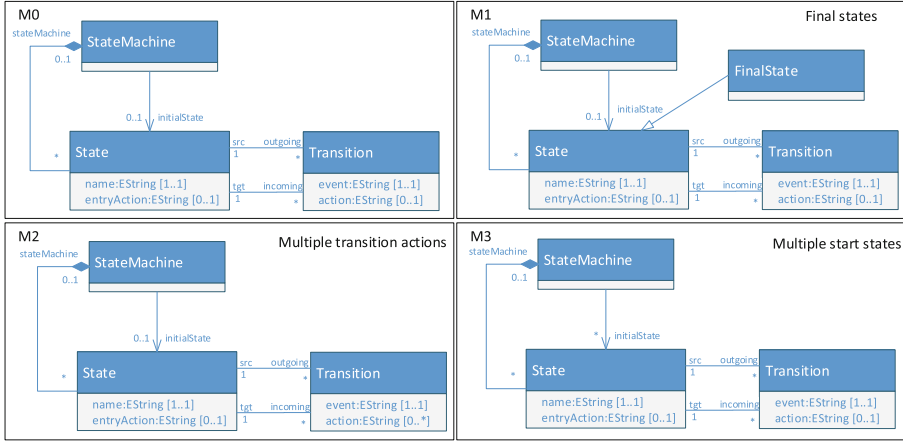 M0
stateMachine
StateMachine
0..1
0..1 initialState
State
src outgoing
1 *
Transition
*
name:EString [1..1]
entryAction:EString [0..1]
tgt incoming
1 *
event:EString [1..1]
action:EString [0..1]
M1 Final states
stateMachine
StateMachine
0..1
FinalState
initialState
0..1
State
src outgoing
1 *
Transition
*
name:EString [1..1]
entryAction:EString [0..1]
tgt incoming
1 *
event:EString [1..1]
action:EString [0..1]
M2 Multiple transition actions
stateMachine
StateMachine
0..1
0..1 initialState
State
src outgoing
1 *
Transition
*
name:EString [1..1]
entryAction:EString [0..1]
tgt incoming
1 *
event:EString [1..1]
action:EString [0..*]
M3 Multiple start states
stateMachine
StateMachine
0..1
* initialState
State
src outgoing
1 *
Transition
*
name:EString [1..1]
entryAction:EString [0..1]
tgt incoming
1 *
event:EString [1..1]
action:EString [0..1]